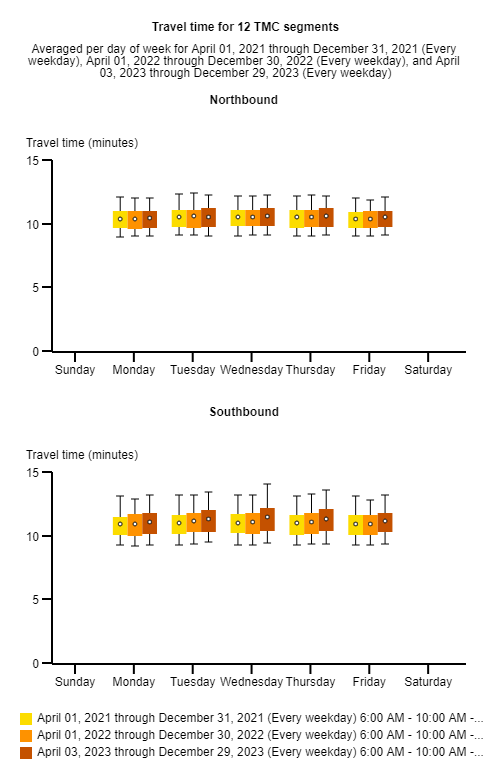 Travel time for 12 TMC segments
Averaged per day of week for April 01, 2021 through December 31, 2021 (Every
weekday), April 01, 2022 through December 30, 2022 (Every weekday), and April
03, 2023 through December 29, 2023 (Every weekday)
Northbound
Travel time (minutes)
15
10
5
0
Sunday Monday Tuesday Wednesday Thursday Friday Saturday
Southbound
Travel time (minutes)
15
10
5
0
Sunday Monday Tuesday Wednesday Thursday Friday Saturday
April 01, 2021 through December 31, 2021 (Every weekday) 6:00 AM - 10:00 AM -...
April 01, 2022 through December 30, 2022 (Every weekday) 6:00 AM - 10:00 AM -...
April 03, 2023 through December 29, 2023 (Every weekday) 6:00 AM - 10:00 AM -...